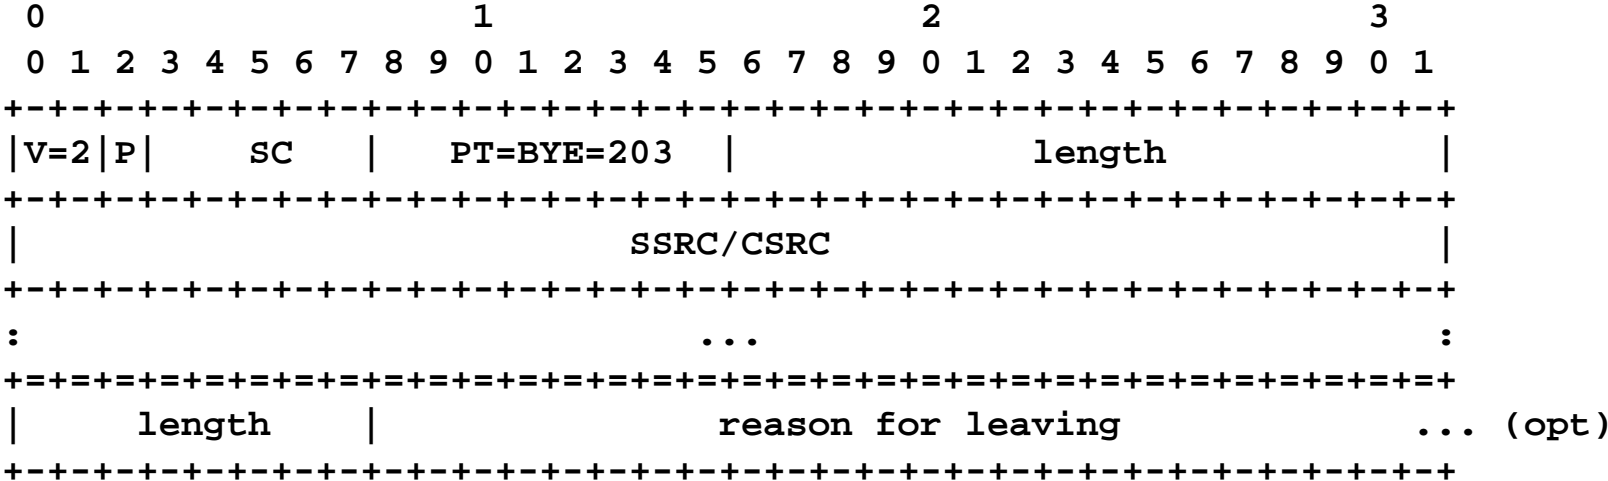 0                   1                   2                   3
 0 1 2 3 4 5 6 7 8 9 0 1 2 3 4 5 6 7 8 9 0 1 2 3 4 5 6 7 8 9 0 1
+-+-+-+-+-+-+-+-+-+-+-+-+-+-+-+-+-+-+-+-+-+-+-+-+-+-+-+-+-+-+-+-+
|V=2|P|    SC   |   PT=BYE=203  |             length            |
+-+-+-+-+-+-+-+-+-+-+-+-+-+-+-+-+-+-+-+-+-+-+-+-+-+-+-+-+-+-+-+-+
|                           SSRC/CSRC                           |
+-+-+-+-+-+-+-+-+-+-+-+-+-+-+-+-+-+-+-+-+-+-+-+-+-+-+-+-+-+-+-+-+
:                              ...                              :
+=+=+=+=+=+=+=+=+=+=+=+=+=+=+=+=+=+=+=+=+=+=+=+=+=+=+=+=+=+=+=+=+
|     length    |               reason for leaving             ... (opt)
+-+-+-+-+-+-+-+-+-+-+-+-+-+-+-+-+-+-+-+-+-+-+-+-+-+-+-+-+-+-+-+-+